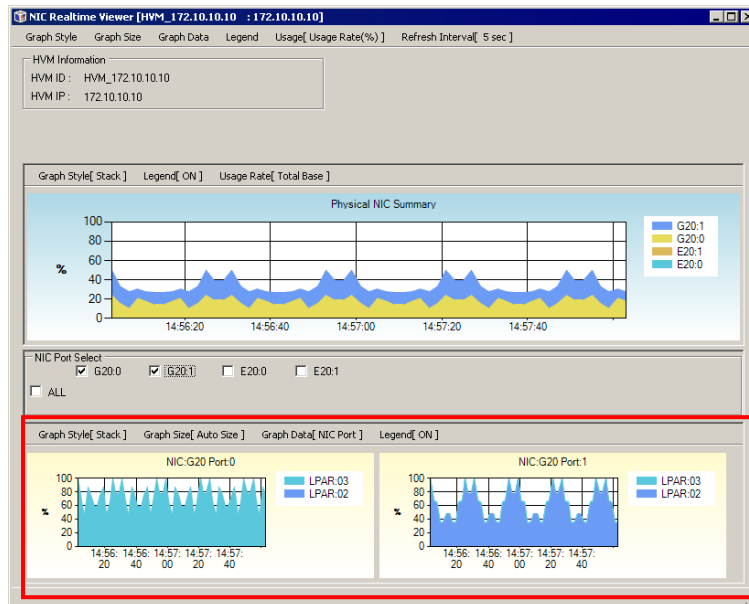 NIC Realtime Viewer [HVM_172.10.10.10 : 172.10.10.10]
Graph Style Graph Size Graph Data Legend Usage[ Usage Rate(%) ] Refresh Interval[ 5 sec ]
HVM Information
HVM ID : HVM_172.10.10.10
HVM IP : 172.10.10.10
Graph Style[ Stack ] Legend[ ON ] Usage Rate[ Total Base ]
Physical NIC Summary
100
80
60
40
20
0
%
14:56:20 14:56:40 14:57:00 14:57:20 14:57:40
G20:1
G20:0
E20:1
E20:0
NIC Port Select
G20:0 G20:1 E20:0 E20:1
ALL
Graph Style[ Stack ] Graph Size[ Auto Size ] Graph Data[ NIC Port ] Legend[ ON ]
NIC:G20 Port:0
100
80
60
40
20
0
%
14:56: 14:56: 14:57: 14:57: 14:57:
20 40 00 20 40
LPAR:03
LPAR:02
NIC:G20 Port:1
100
80
60
40
20
0
%
14:56: 14:56: 14:57: 14:57: 14:57:
20 40 00 20 40
LPAR:03
LPAR:02